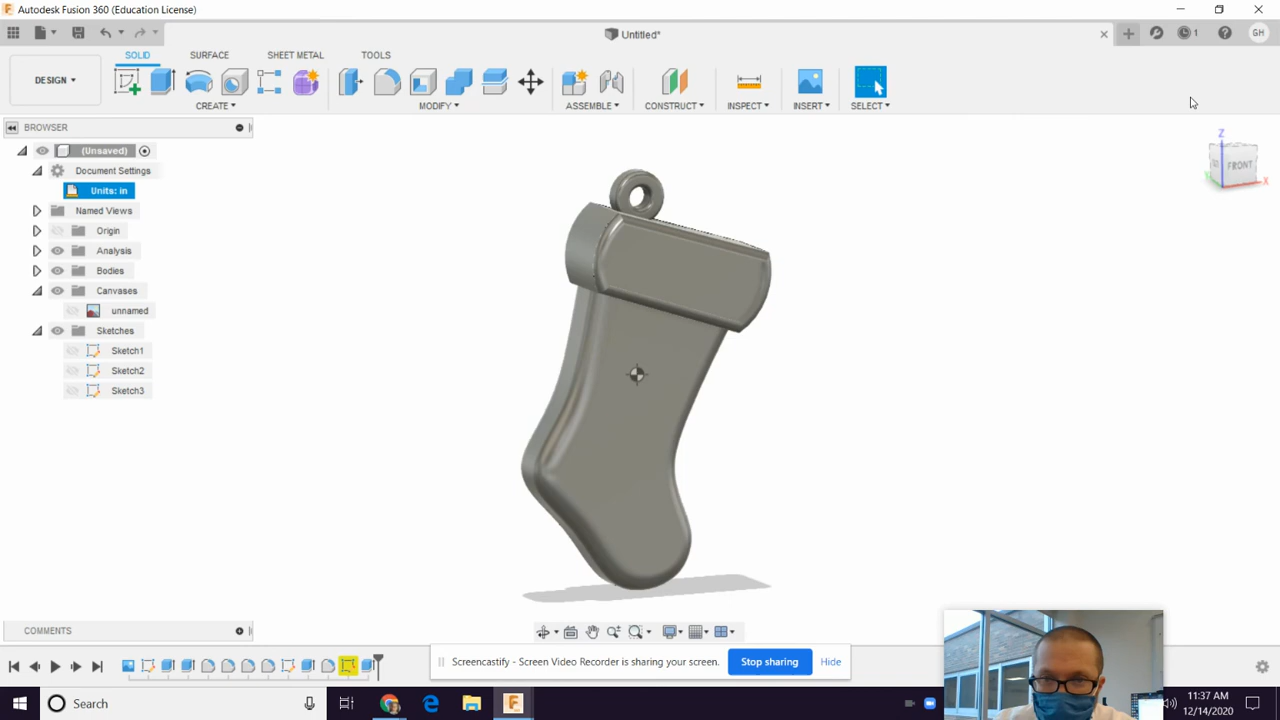 Autodesk Fusion 360 (Education License)
Untitled*
1
GH
SOLID
SURFACE
SHEET METAL
TOOLS
DESIGN
CREATE
MODIFY
ASSEMBLE
CONSTRUCT
INSPECT
INSERT
SELECT
BROWSER
(Unsaved)
Document Settings
Units: in
Named Views
Origin
Analysis
Bodies
Canvases
unnamed
Sketches
Sketch1
Sketch2
Sketch3
Z
FRONT
X
COMMENTS
Screencastify - Screen Video Recorder is sharing your screen.
Stop sharing
Hide
Search
11:37 AM
12/14/2020